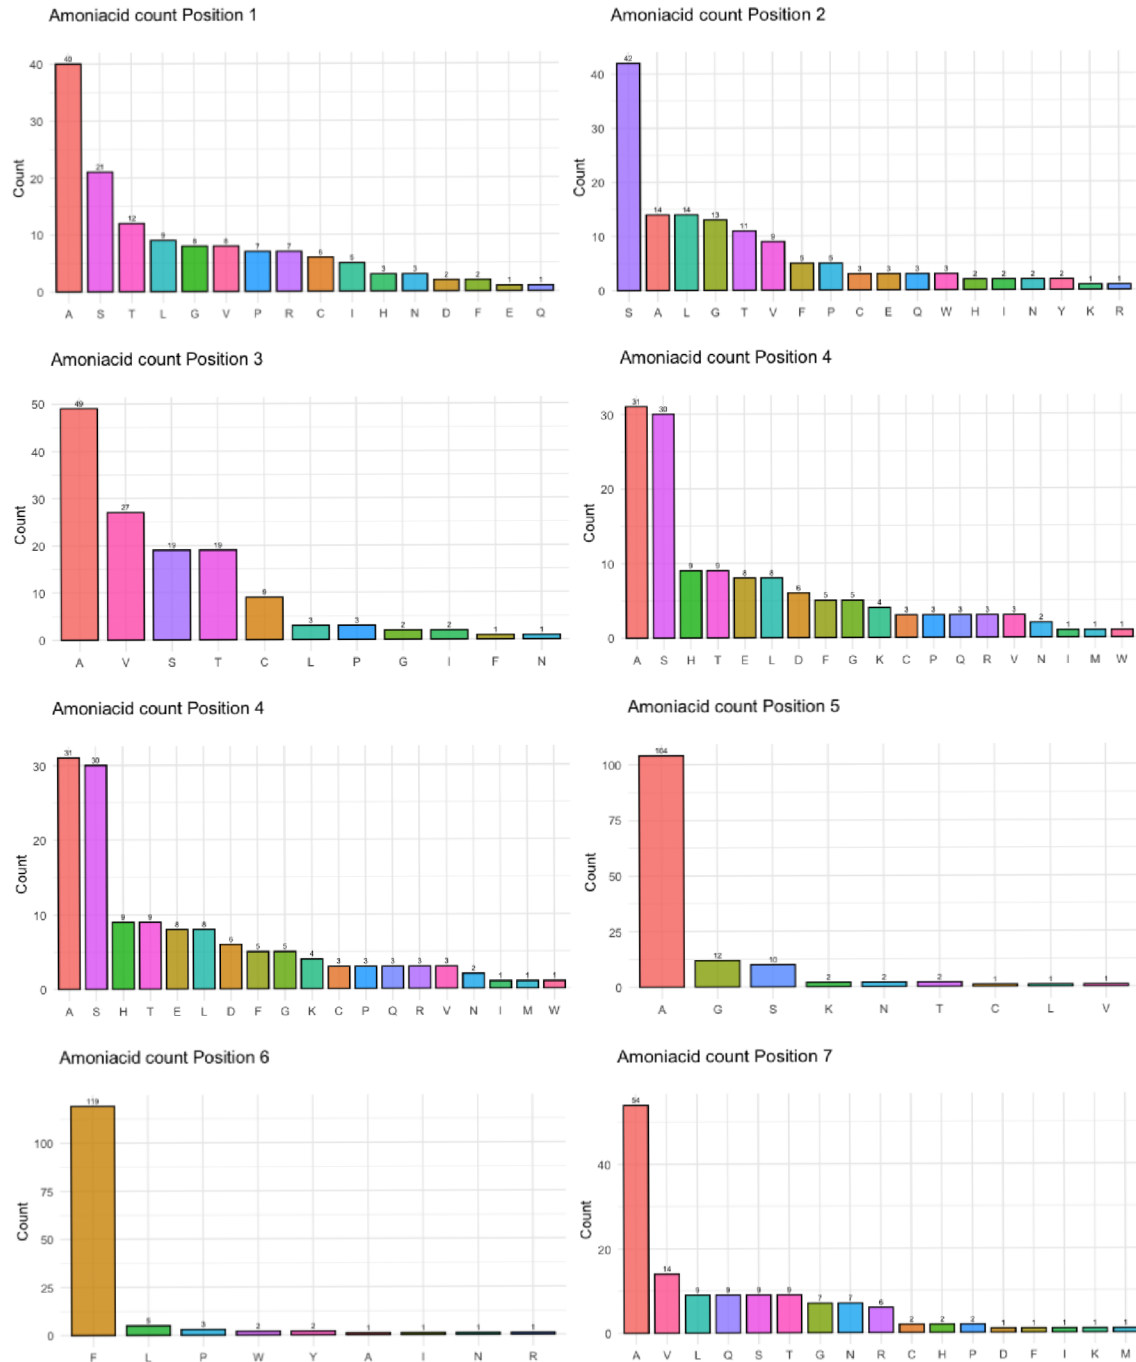 Amoniacid count Position 1
Count
40
30
20
10
0
40 21 12 9 8 8 7 7 6 5 3 3 2 2 1 1
A S T L G V P R C I H N D F E Q
Amoniacid count Position 2
Count
40
30
20
10
0
42 14 14 13 11 9 5 5 3 3 3 3 2 2 2 2 1 1
S A L G T V F P C E Q W H I N Y K R
Amoniacid count Position 3
Count
50
40
30
20
10
0
49 27 19 19 9 3 3 2 2 1 1
A V S T C L P G I F N
Amoniacid count Position 4
Count
30
20
10
0
31 30 9 9 8 8 6 5 5 4 3 3 3 3 3 2 1 1 1
A S H T E L D F G K C P Q R V N I M W
Amoniacid count Position 4
Count
30
20
10
0
31 30 9 9 8 8 6 5 5 4 3 3 3 3 3 2 1 1 1
A S H T E L D F G K C P Q R V N I M W
Amoniacid count Position 5
Count
100
75
50
25
0
104 12 10 2 2 2 1 1 1
A G S K N T C L V
Amoniacid count Position 6
Count
100
75
50
25
0
119 5 3 2 2 1 1 1 1
F L P W Y A I N R
Amoniacid count Position 7
Count
40
20
0
54 14 9 9 9 9 7 7 6 2 2 2 1 1 1 1 1
A V L Q S T G N R C H P D F I K M